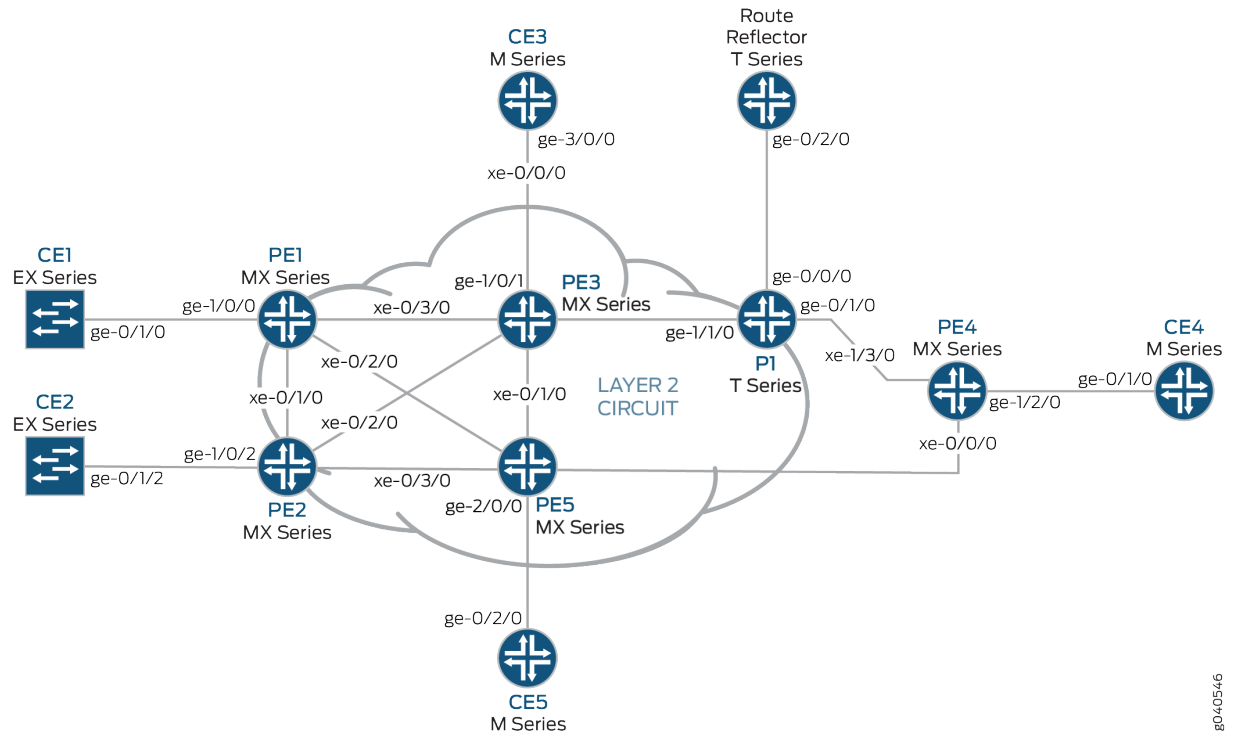 CE3
M Series
Route
Reflector
T Series
ge-3/0/0
ge-0/2/0
xe-0/0/0
CE1
EX Series
PE1
MX Series
ge-1/0/1
PE3
MX Series
ge-0/0/0
ge-1/0/0
xe-0/3/0
ge-0/1/0
ge-0/1/0
ge-1/1/0
PE4
MX Series
CE4
M Series
xe-0/2/0
P1
T Series
xe-1/3/0
ge-0/1/0
ge-1/2/0
xe-0/1/0
xe-0/1/0
LAYER 2
CIRCUIT
CE2
EX Series
xe-0/2/0
xe-0/0/0
ge-1/0/2
ge-0/1/2
xe-0/3/0
PE2
MX Series
ge-2/0/0
PE5
MX Series
ge-0/2/0
CE5
M Series
g040546